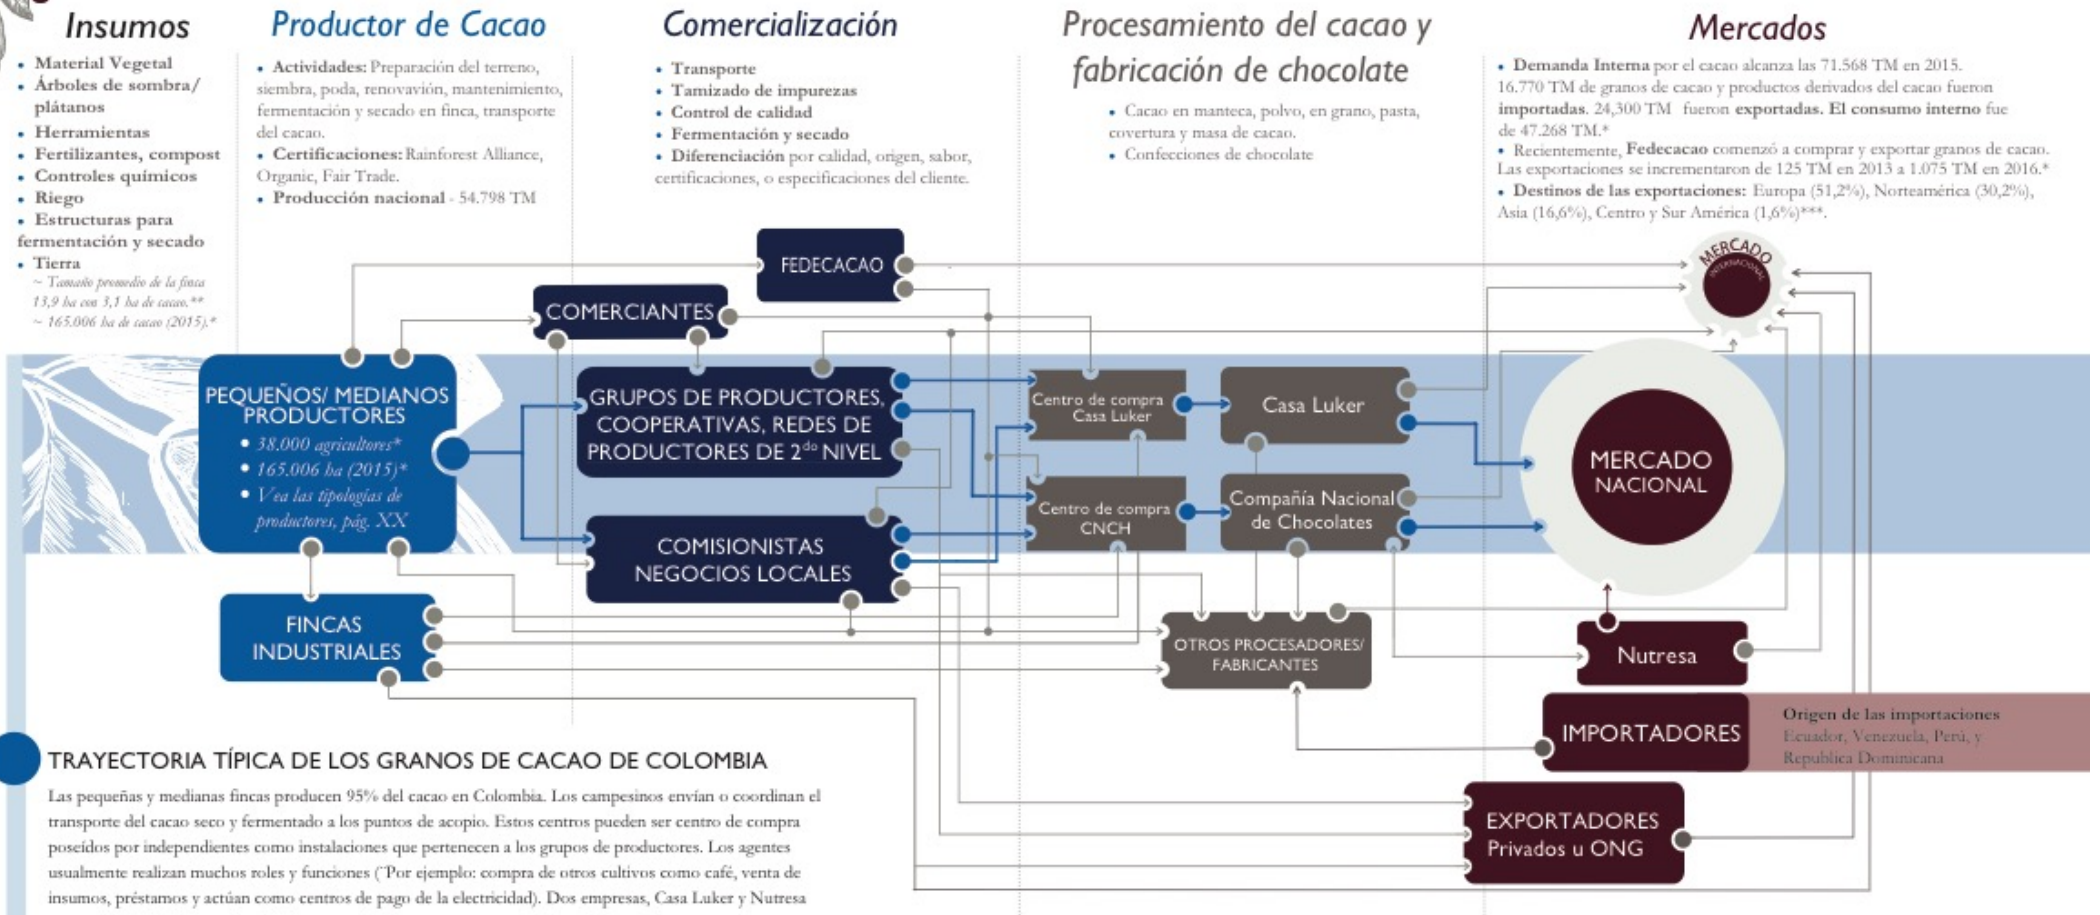 Insumos
• Material Vegetal
• Árboles de sombra/
plátanos
• Herramientas
• Fertilizantes, compost
• Controles químicos
• Riego
• Estructuras para
fermentación y secado
• Tierra
~ Tamaño promedio de la finca
13,9 ha con 3,1 ha de cacao.**
~ 165.006 ha de cacao (2015).*
Productor de Cacao
• Actividades: Preparación del terreno,
siembra, poda, renovavión, mantenimiento,
fermentación y secado en finca, transporte
del cacao.
• Certificaciones: Rainforest Alliance,
Organic, Fair Trade.
• Producción nacional - 54.798 TM
Comercialización
• Transporte
• Tamizado de impurezas
• Control de calidad
• Fermentación y secado
• Diferenciación por calidad, origen, sabor,
certificaciones, o especificaciones del cliente.
Procesamiento del cacao y
fabricación de chocolate
• Cacao en manteca, polvo, en grano, pasta,
covertura y masa de cacao.
• Confecciones de chocolate
Mercados
• Demanda Interna por el cacao alcanza las 71.568 TM en 2015.
16.770 TM de granos de cacao y productos derivados del cacao fueron
importadas. 24,300 TM fueron exportadas. El consumo interno fue
de 47.268 TM.*
• Recientemente, Fedecacao comenzó a comprar y exportar granos de cacao.
Las exportaciones se incrementaron de 125 TM en 2013 a 1.075 TM en 2016.*
• Destinos de las exportaciones: Europa (51,2%), Norteamérica (30,2%),
Asia (16,6%), Centro y Sur América (1,6%)***.
FEDECACAO
COMERCIANTES
MERCADO
INTERNACIONAL
PEQUEÑOS/ MEDIANOS
PRODUCTORES
• 38.000 agricultores*
• 165.006 ha (2015)*
• Vea las tipologías de
productores, pág. XX
GRUPOS DE PRODUCTORES,
COOPERATIVAS, REDES DE
PRODUCTORES DE 2do NIVEL
Centro de compra
Casa Luker
Casa Luker
MERCADO
NACIONAL
Centro de compra
CNCH
Compañía Nacional
de Chocolates
COMISIONISTAS
NEGOCIOS LOCALES
FINCAS
INDUSTRIALES
OTROS PROCESADORES/
FABRICANTES
Nutresa
IMPORTADORES
Origen de las importaciones
Ecuador, Venezuela, Perú, y
Republica Dominicana
EXPORTADORES
Privados u ONG
TRAYECTORIA TÍPICA DE LOS GRANOS DE CACAO DE COLOMBIA
Las pequeñas y medianas fincas producen 95% del cacao en Colombia. Los campesinos envían o coordinan el
transporte del cacao seco y fermentado a los puntos de acopio. Estos centros pueden ser centro de compra
poseídos por independientes como instalaciones que pertenecen a los grupos de productores. Los agentes
usualmente realizan muchos roles y funciones (¨Por ejemplo: compra de otros cultivos como café, venta de
insumos, préstamos y actúan como centros de pago de la electricidad). Dos empresas, Casa Luker y Nutresa